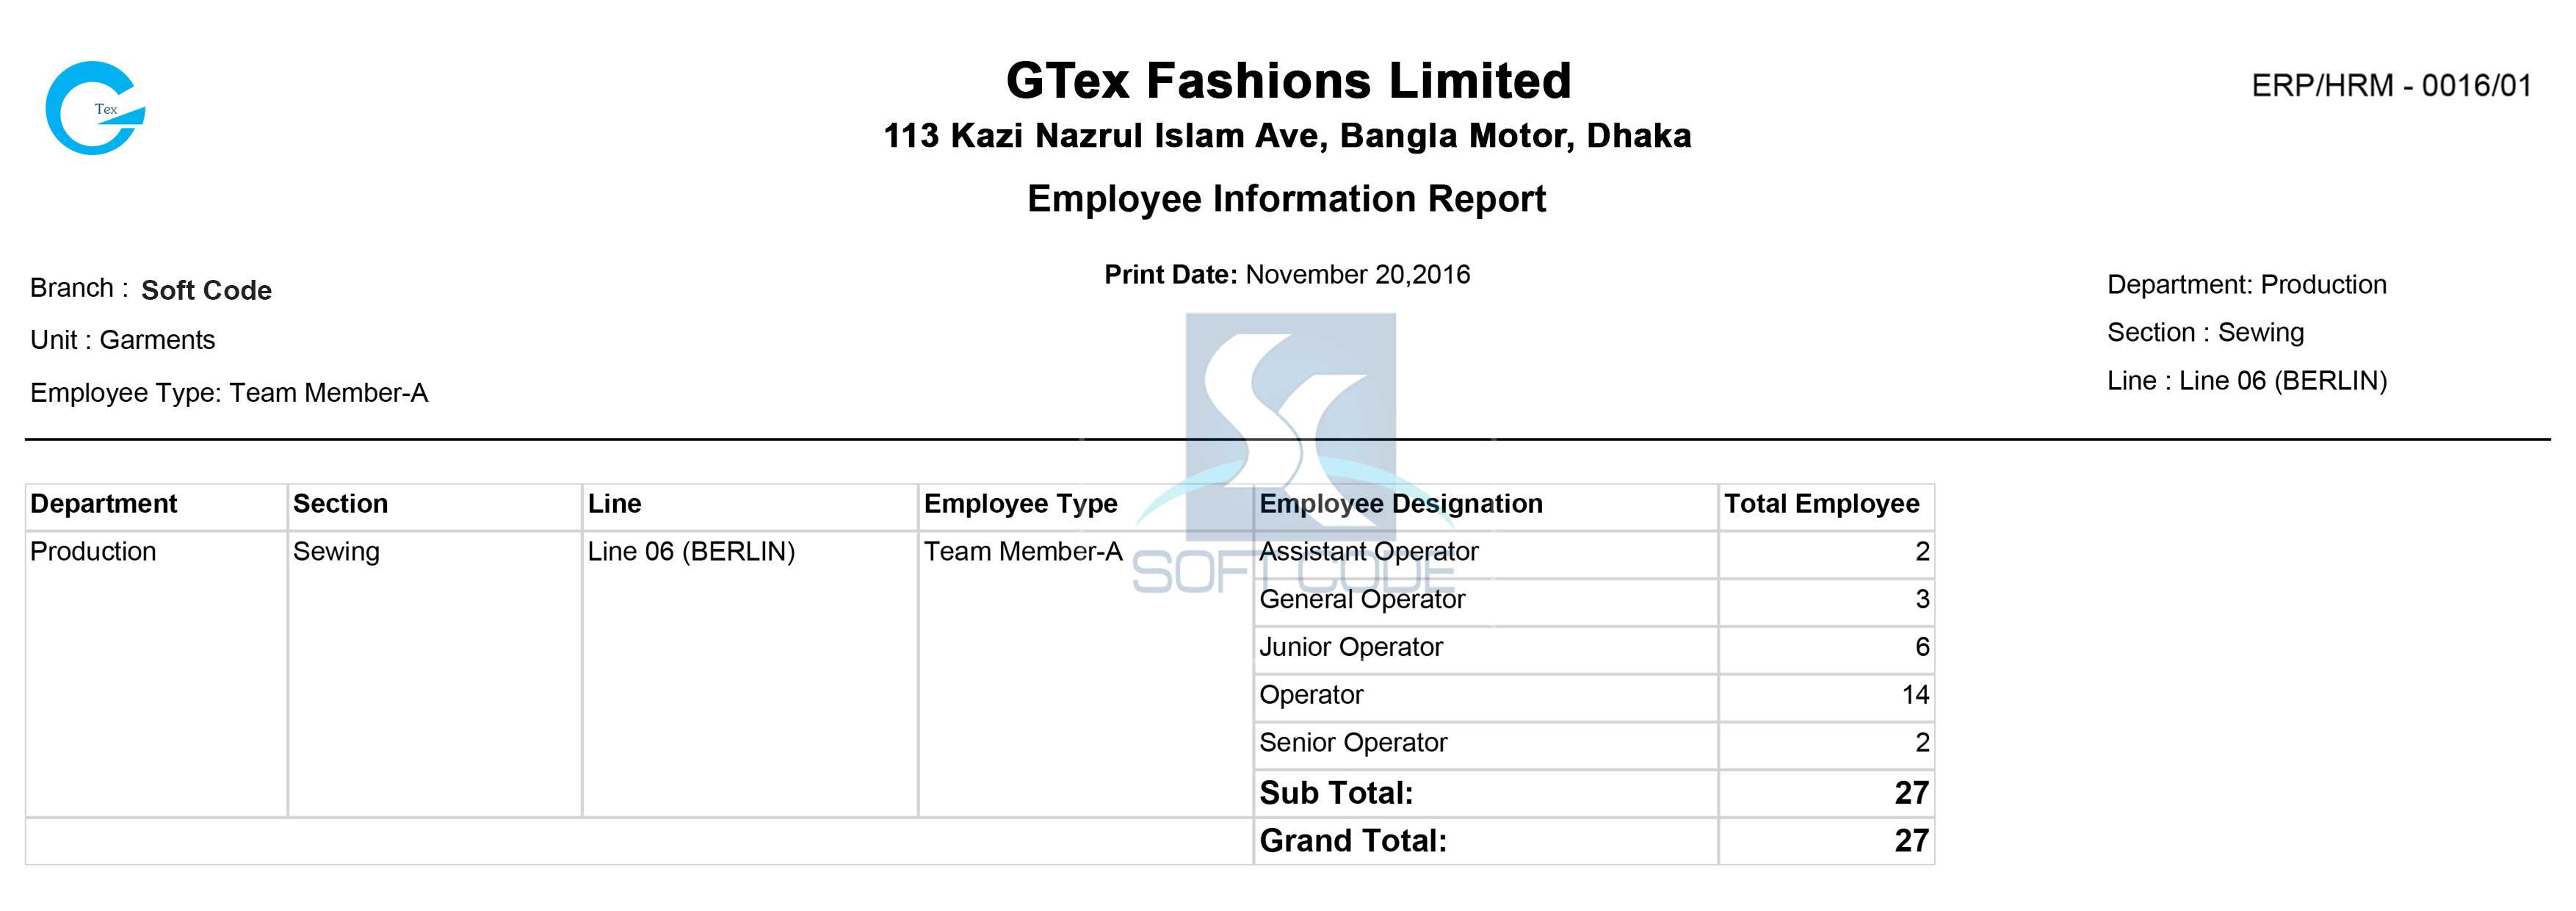 Tex
GTex Fashions Limited
ERP/HRM - 0016/01
113 Kazi Nazrul Islam Ave, Bangla Motor, Dhaka
Employee Information Report
Branch : Soft Code
Print Date: November 20,2016
Department: Production
Unit : Garments
Section : Sewing
Employee Type: Team Member-A
Line : Line 06 (BERLIN)
Department Section Line Employee Type Employee Designation Total Employee
Production Sewing Line 06 (BERLIN) Team Member-A Assistant Operator 2
SOFT CODE
General Operator 3
Junior Operator 6
Operator 14
Senior Operator 2
Sub Total: 27
Grand Total: 27